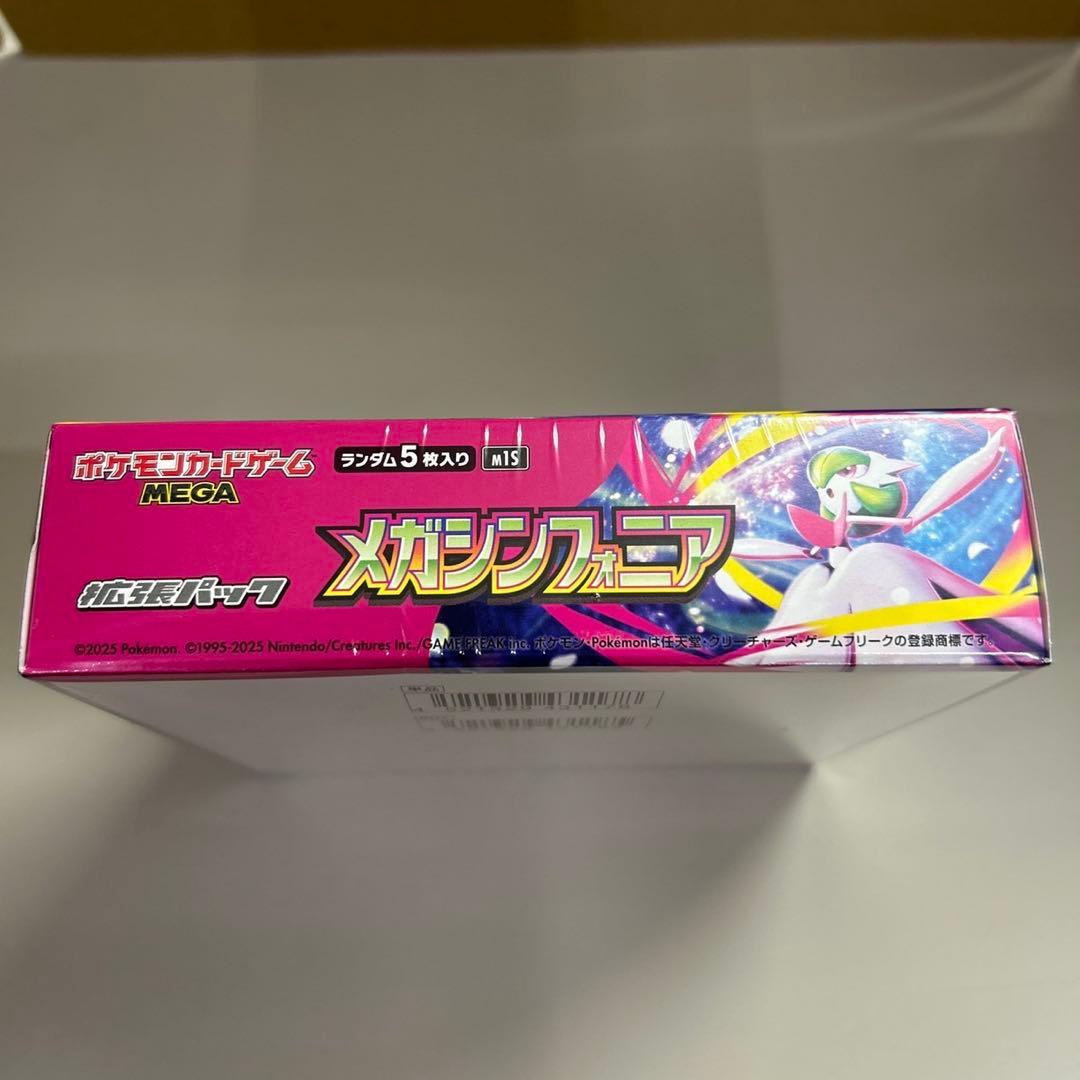 ポケモンカードゲーム
MEGA
ランダム5枚入り M1S
メガシンフォニア
拡張パック
©2025 Pokémon. ©1995-2025 Nintendo/Creatures Inc./GAME FREAK inc. ポケモン・Pokémonは任天堂・クリーチャーズ・ゲームフリークの登録商標です。
単品